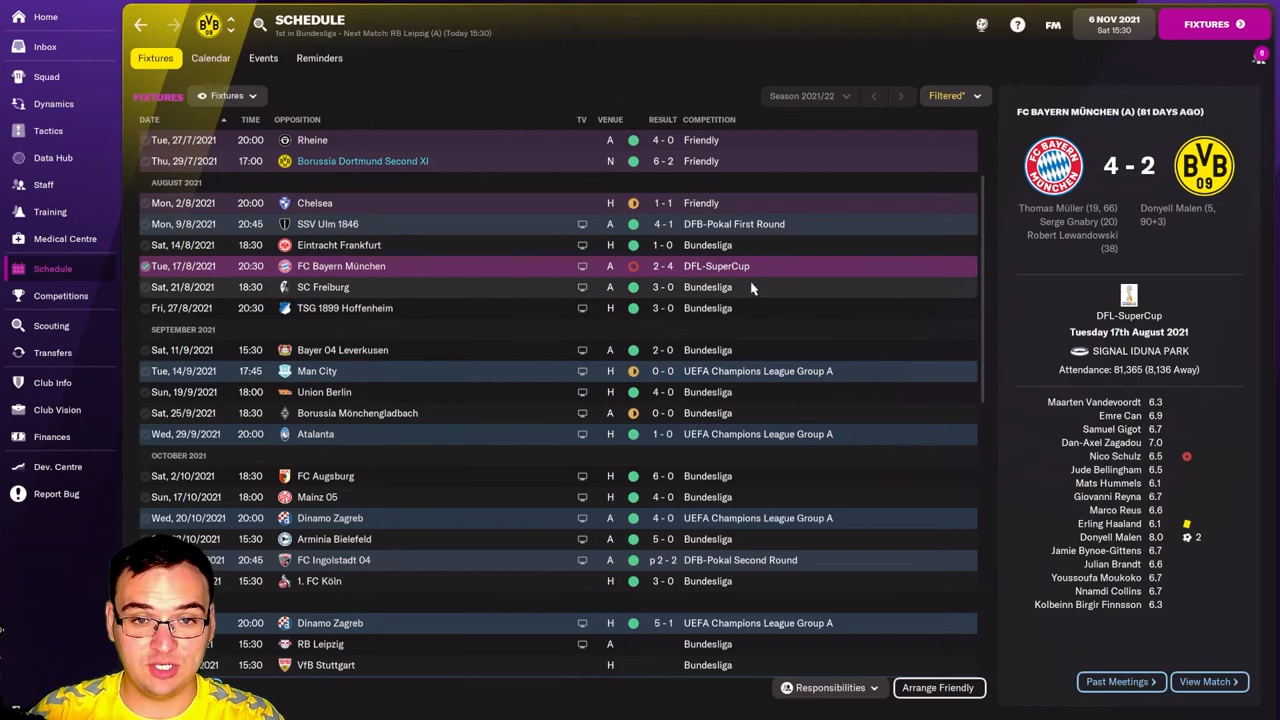 Home
Inbox
Squad
Dynamics
Tactics
Data Hub
Staff
Training
Medical Centre
Schedule
Competitions
Scouting
Transfers
Club Info
Club Vision
Finances
Dev. Centre
Report Bug
BVB 09
SCHEDULE
1st in Bundesliga - Next Match: RB Leipzig (A) (Today 15:30)
? FM
6 NOV 2021
Sat 15:30
FIXTURES
6
Fixtures Calendar Events Reminders
FIXTURES Fixtures Season 2021/22 Filtered*
DATE TIME OPPOSITION TV VENUE RESULT COMPETITION
Tue, 27/7/2021 20:00 Rheine A 4 - 0 Friendly
Thu, 29/7/2021 17:00 Borussia Dortmund Second XI N 6 - 2 Friendly
AUGUST 2021
Mon, 2/8/2021 20:00 Chelsea H 1 - 1 Friendly
Mon, 9/8/2021 20:45 SSV Ulm 1846 A 4 - 1 DFB-Pokal First Round
Sat, 14/8/2021 18:30 Eintracht Frankfurt H 1 - 0 Bundesliga
Tue, 17/8/2021 20:30 FC Bayern München A 2 - 4 DFL-SuperCup
Sat, 21/8/2021 18:30 SC Freiburg A 3 - 0 Bundesliga
Fri, 27/8/2021 20:30 TSG 1899 Hoffenheim H 3 - 0 Bundesliga
SEPTEMBER 2021
Sat, 11/9/2021 15:30 Bayer 04 Leverkusen A 2 - 0 Bundesliga
Tue, 14/9/2021 17:45 Man City H 0 - 0 UEFA Champions League Group A
Sun, 19/9/2021 18:00 Union Berlin H 4 - 0 Bundesliga
Sat, 25/9/2021 18:30 Borussia Mönchengladbach A 0 - 0 Bundesliga
Wed, 29/9/2021 20:00 Atalanta H 1 - 0 UEFA Champions League Group A
OCTOBER 2021
Sat, 2/10/2021 18:30 FC Augsburg H 6 - 0 Bundesliga
Sun, 17/10/2021 18:00 Mainz 05 H 4 - 0 Bundesliga
Wed, 20/10/2021 20:00 Dinamo Zagreb A 4 - 0 UEFA Champions League Group A
/10/2021 15:30 Arminia Bielefeld A 5 - 0 Bundesliga
/2021 20:45 FC Ingolstadt 04 A p 2 - 2 DFB-Pokal Second Round
/2021 15:30 1. FC Köln H 3 - 0 Bundesliga
20:00 Dinamo Zagreb H 5 - 1 UEFA Champions League Group A
15:30 RB Leipzig A Bundesliga
15:30 VfB Stuttgart H Bundesliga
Responsibilities Arrange Friendly
FC BAYERN MÜNCHEN (A) (81 DAYS AGO)
FC BAYERN MÜNCHEN 4 - 2 BVB 09
Thomas Müller (19, 66)
Serge Gnabry (20)
Robert Lewandowski
(38)
Donyell Malen (5,
90+3)
DFL-SuperCup
Tuesday 17th August 2021
SIGNAL IDUNA PARK
Attendance: 81,365 (8,136 Away)
Maarten Vandevoordt 6.3
Emre Can 6.9
Samuel Gigot 6.7
Dan-Axel Zagadou 7.0
Nico Schulz 6.5
Jude Bellingham 6.5
Mats Hummels 6.1
Giovanni Reyna 6.7
Marco Reus 6.6
Erling Haaland 6.1
Donyell Malen 8.0 2
Jamie Bynoe-Gittens 6.7
Julian Brandt 6.6
Youssoufa Moukoko 6.7
Nnamdi Collins 6.7
Kolbeinn Birgir Finnsson 6.3
Past Meetings > View Match >